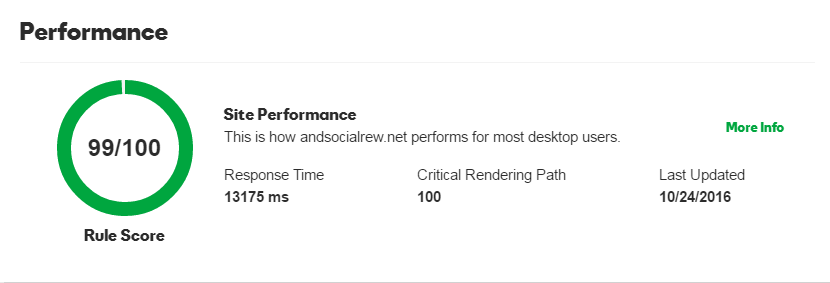 Performance
99/100
Rule Score
Site Performance
This is how andsocialrew.net performs for most desktop users.
More Info
Response Time
13175 ms
Critical Rendering Path
100
Last Updated
10/24/2016